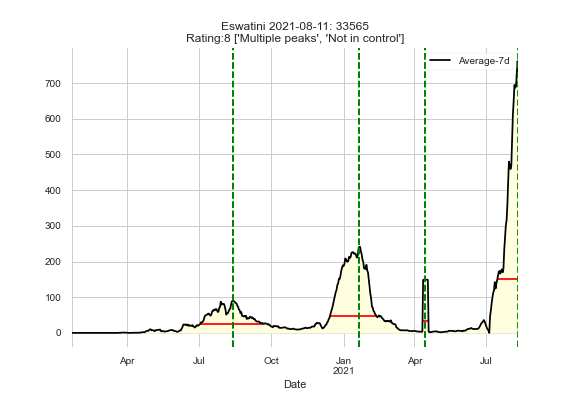 Eswatini 2021-08-11: 33565
Rating:8 ['Multiple peaks', 'Not in control']
Average-7d
700
600
500
400
300
200
100
0
Apr
Jul
Oct
Jan
2021
Apr
Jul
Date